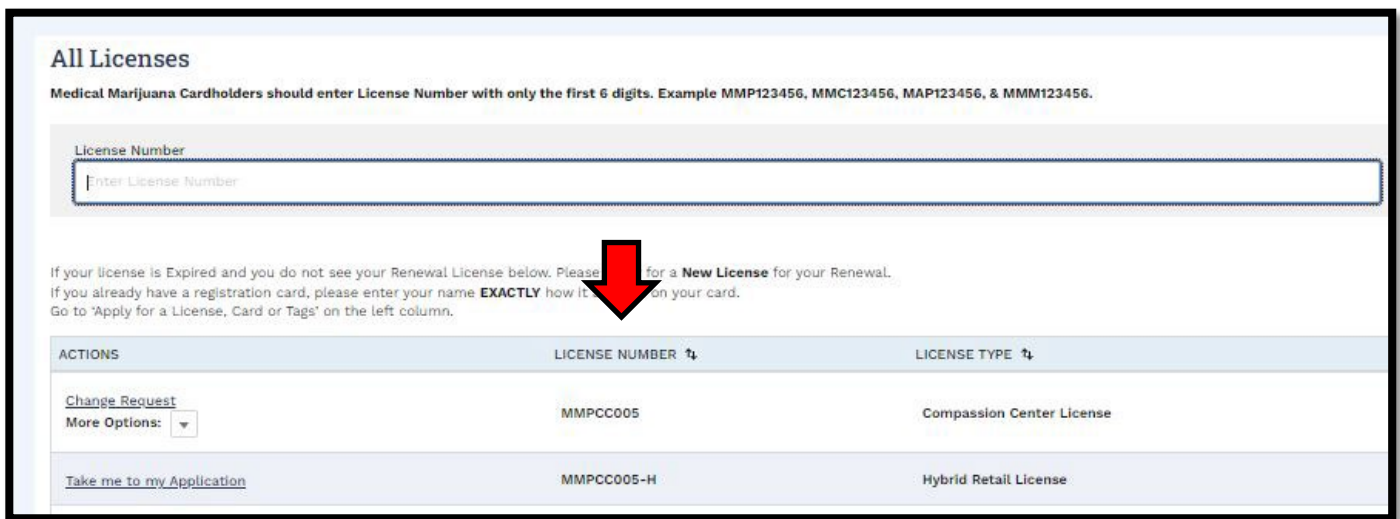 All Licenses
Medical Marijuana Cardholders should enter License Number with only the first 6 digits. Example MMP123456, MMC123456, MAP123456, & MMM123456.
License Number
Enter License Number
If your license is Expired and you do not see your Renewal License below. Please for a New License for your Renewal.
If you already have a registration card, please enter your name EXACTLY how it on your card.
Go to 'Apply for a License, Card or Tags' on the left column.
ACTIONS LICENSE NUMBER LICENSE TYPE
Change Request
More Options:
MMPCC005 Compassion Center License
Take me to my Application MMPCC005-H Hybrid Retail License